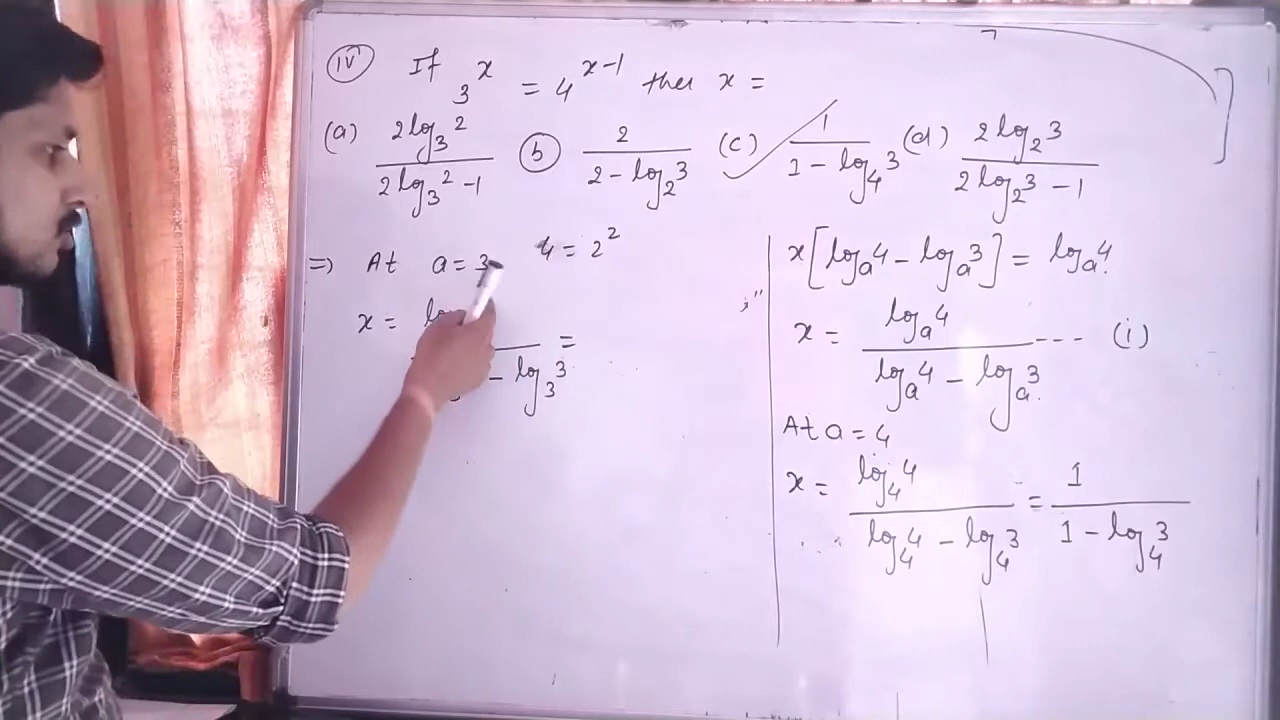 (iv) If 3^x = 4^(x-1) then x =
(a) 2log_3 2 / 2log_3 2 -1 (b) 2 / 2 - log_2 3 (c) 1 / 1 - log_4 3 (d) 2log_2 3 / 2log_2 3 - 1
=> At a = 3 4 = 2^2
x = - log_3 3 =
x[log_a 4 - log_a 3] = log_a 4.
x = log_a 4 / log_a 4 - log_a 3. --- (i)
At a = 4
x = log_4 4 / log_4 4 - log_4 3 = 1 / 1 - log_4 3